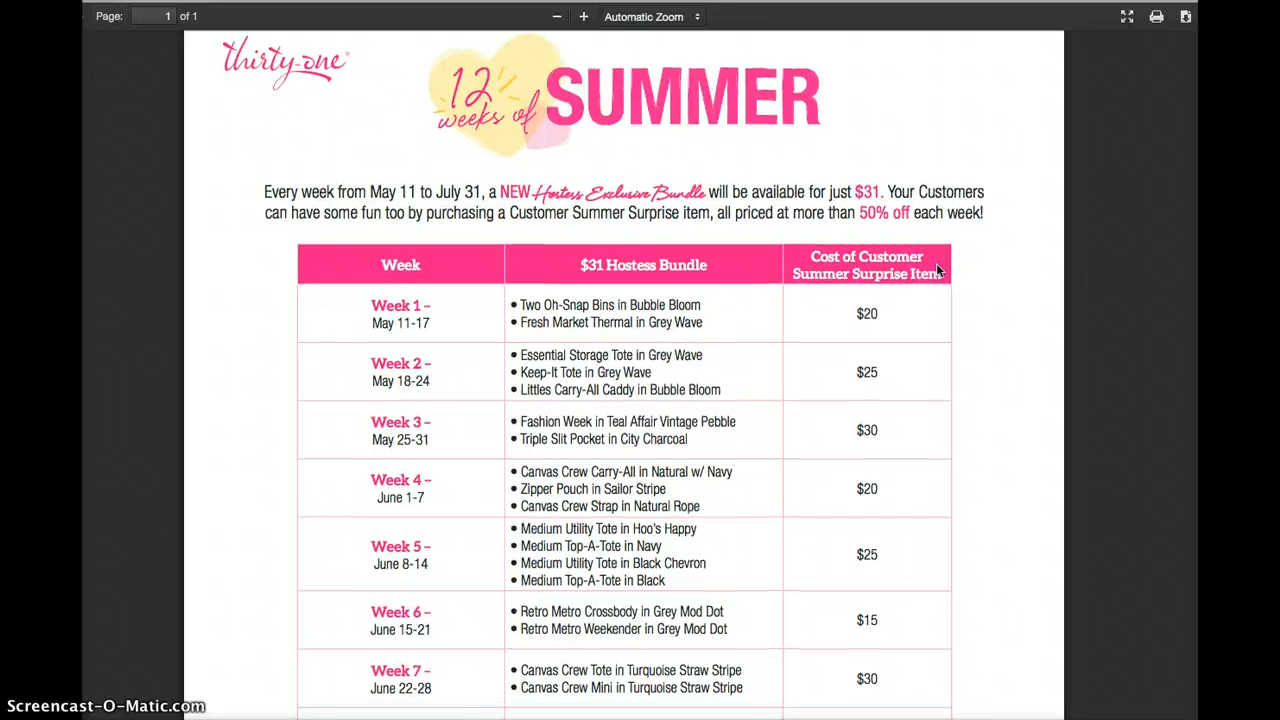 Page: 1 of 1 Automatic Zoom
thirty-one
12 weeks of SUMMER
Every week from May 11 to July 31, a NEW Hostess Exclusive Bundle will be available for just $31. Your Customers
can have some fun too by purchasing a Customer Summer Surprise item, all priced at more than 50% off each week!
Week
$31 Hostess Bundle
Cost of Customer
Summer Surprise Item
Week 1 –
May 11-17
• Two Oh-Snap Bins in Bubble Bloom
• Fresh Market Thermal in Grey Wave
$20
Week 2 –
May 18-24
• Essential Storage Tote in Grey Wave
• Keep-It Tote in Grey Wave
• Littles Carry-All Caddy in Bubble Bloom
$25
Week 3 –
May 25-31
• Fashion Week in Teal Affair Vintage Pebble
• Triple Slit Pocket in City Charcoal
$30
Week 4 –
June 1-7
• Canvas Crew Carry-All in Natural w/ Navy
• Zipper Pouch in Sailor Stripe
• Canvas Crew Strap in Natural Rope
$20
Week 5 –
June 8-14
• Medium Utility Tote in Hoo's Happy
• Medium Top-A-Tote in Navy
• Medium Utility Tote in Black Chevron
• Medium Top-A-Tote in Black
$25
Week 6 –
June 15-21
• Retro Metro Crossbody in Grey Mod Dot
• Retro Metro Weekender in Grey Mod Dot
$15
Week 7 –
June 22-28
• Canvas Crew Tote in Turquoise Straw Stripe
• Canvas Crew Mini in Turquoise Straw Stripe
$30
Screencast-O-Matic.com